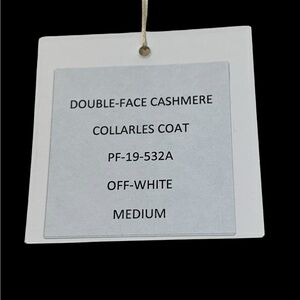 DOUBLE-FACE CASHMERE
COLLARLES COAT
PF-19-532A
OFF-WHITE
MEDIUM